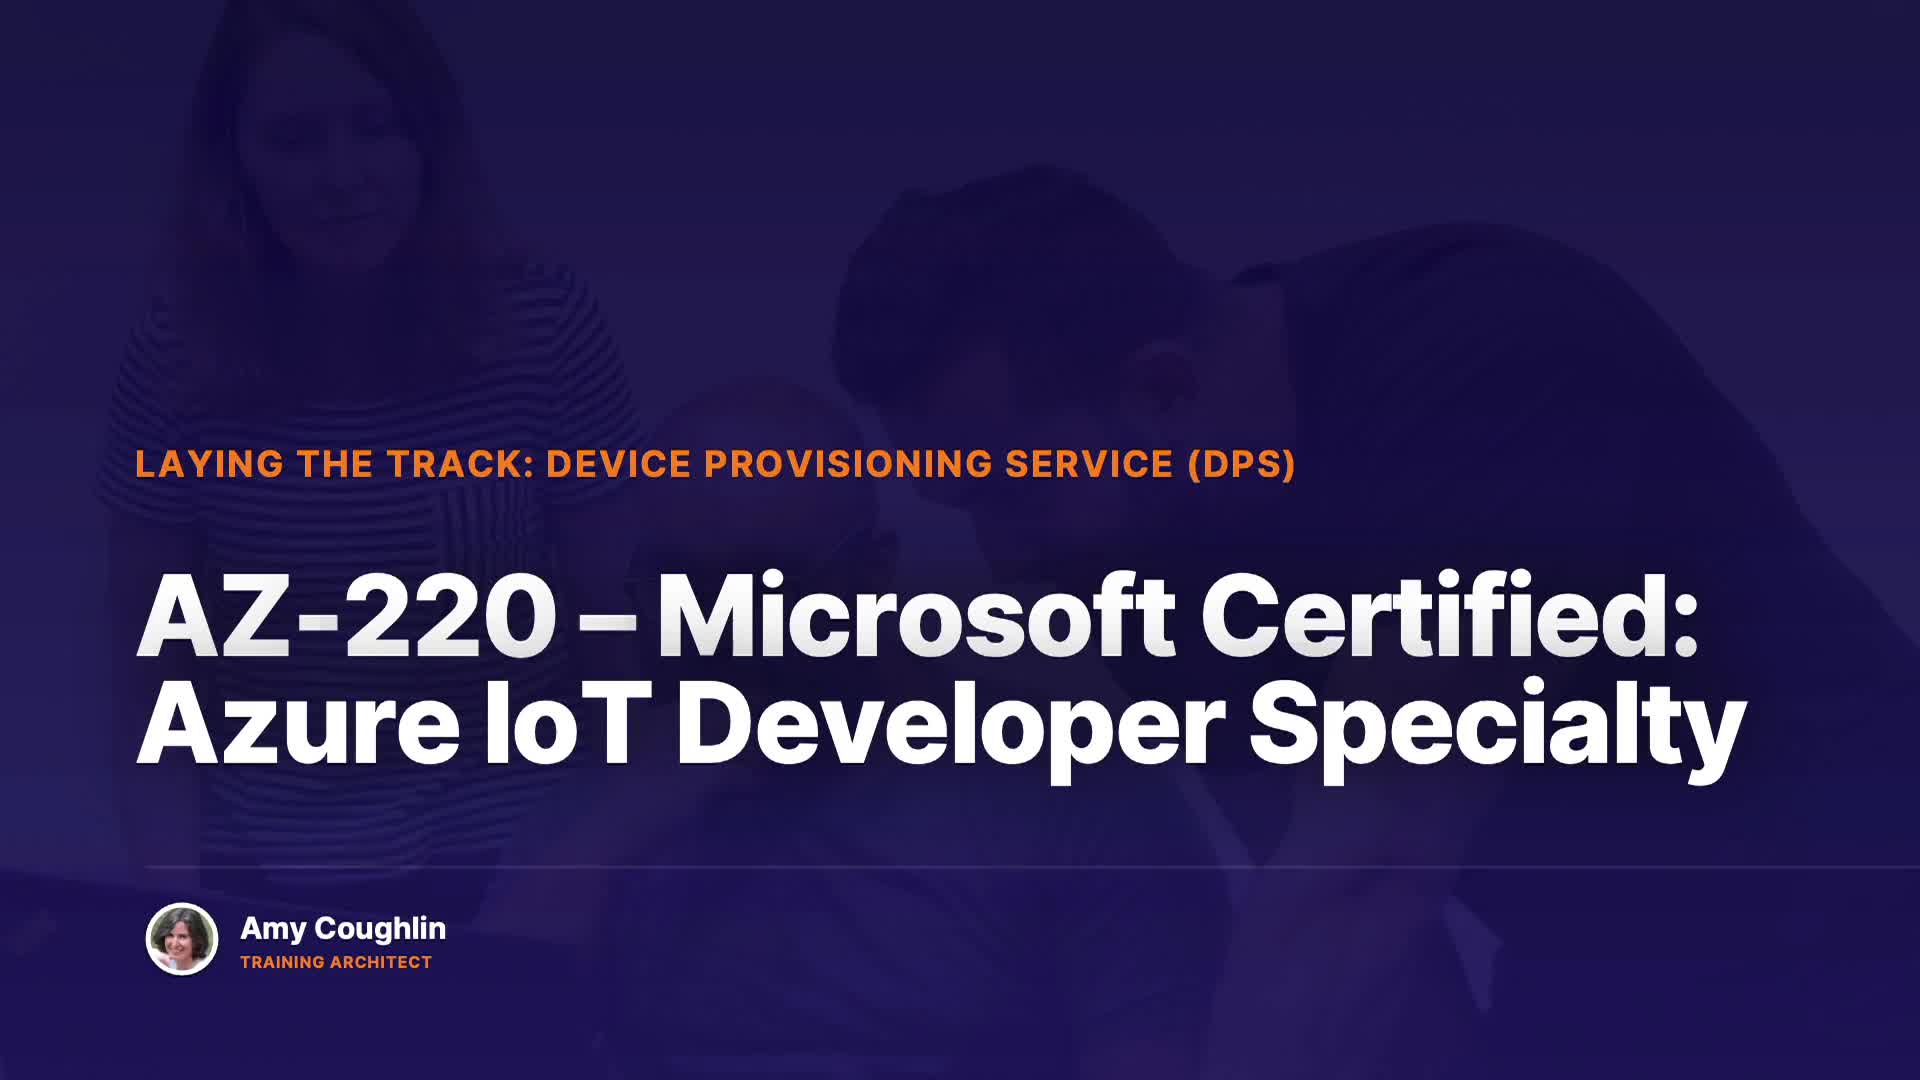 LAYING THE TRACK: DEVICE PROVISIONING SERVICE (DPS)
AZ-220 – Microsoft Certified:
Azure IoT Developer Specialty
Amy Coughlin
TRAINING ARCHITECT